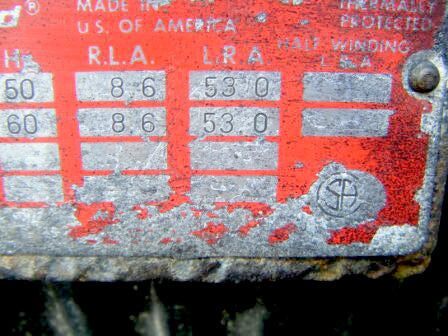 MADE IN
THERMALLY
d®
U.S. OF AMERICA
PROTECTED
Hz
R.L.A.
L.R.A
HALF WINDING
L.R.A.
50 8 6 53 0
60 8 6 53 0
SA